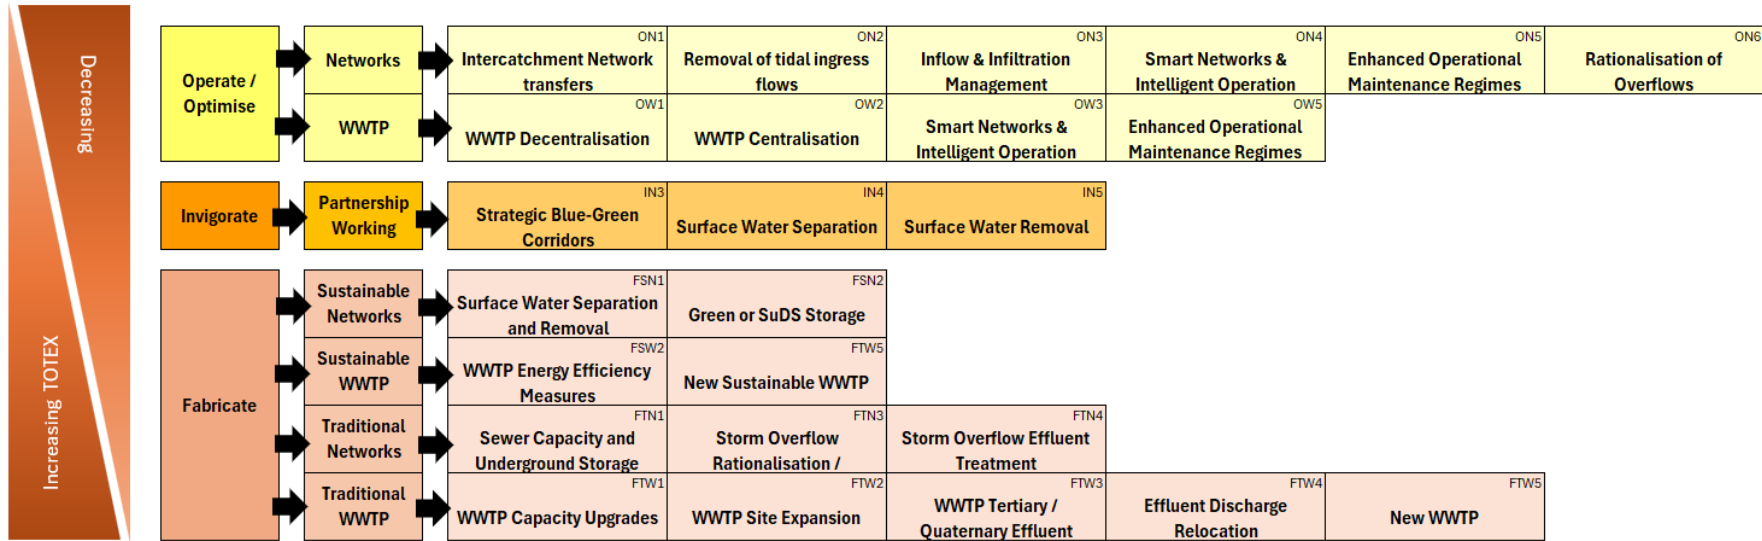 Decreasing
Increasing TOTEX
Operate /
Optimise
Networks
ON1
Intercatchment Network
transfers
ON2
Removal of tidal ingress
flows
ON3
Inflow & Infiltration
Management
ON4
Smart Networks &
Intelligent Operation
ON5
Enhanced Operational
Maintenance Regimes
ON6
Rationalisation of
Overflows
WWTP
OW1
WWTP Decentralisation
OW2
WWTP Centralisation
OW3
Smart Networks &
Intelligent Operation
OW5
Enhanced Operational
Maintenance Regimes
Invigorate
Partnership
Working
IN3
Strategic Blue-Green
Corridors
IN4
Surface Water Separation
IN5
Surface Water Removal
Fabricate
Sustainable
Networks
FSN1
Surface Water Separation
and Removal
FSN2
Green or SuDS Storage
Sustainable
WWTP
FSW2
WWTP Energy Efficiency
Measures
FTW5
New Sustainable WWTP
Traditional
Networks
FTN1
Sewer Capacity and
Underground Storage
FTN3
Storm Overflow
Rationalisation /
FTN4
Storm Overflow Effluent
Treatment
Traditional
WWTP
FTW1
WWTP Capacity Upgrades
FTW2
WWTP Site Expansion
FTW3
WWTP Tertiary /
Quaternary Effluent
FTW4
Effluent Discharge
Relocation
FTW5
New WWTP